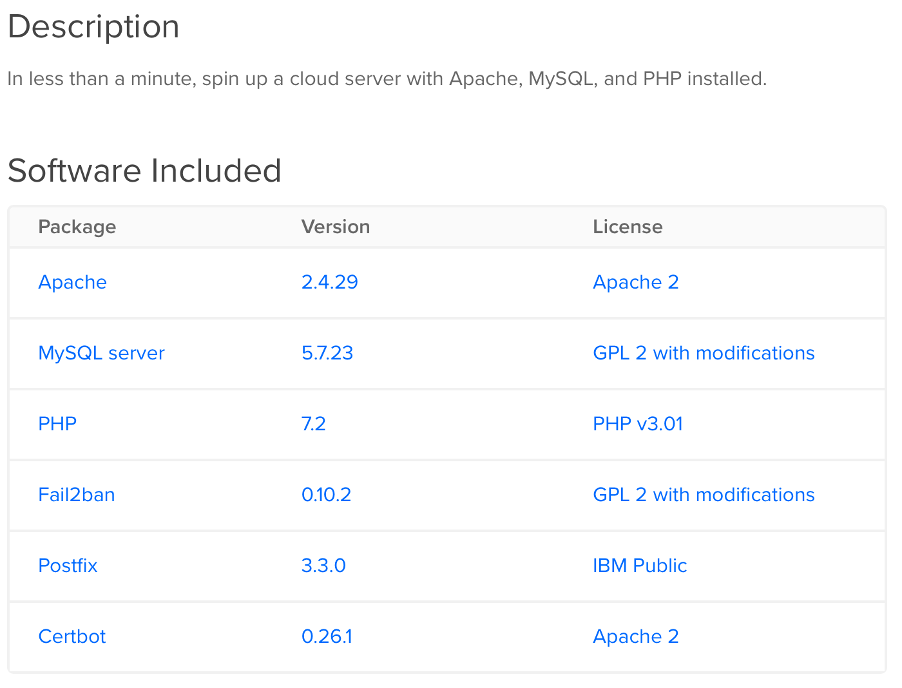 Description
In less than a minute, spin up a cloud server with Apache, MySQL, and PHP installed.
Software Included
Package Version License
Apache 2.4.29 Apache 2
MySQL server 5.7.23 GPL 2 with modifications
PHP 7.2 PHP v3.01
Fail2ban 0.10.2 GPL 2 with modifications
Postfix 3.3.0 IBM Public
Certbot 0.26.1 Apache 2